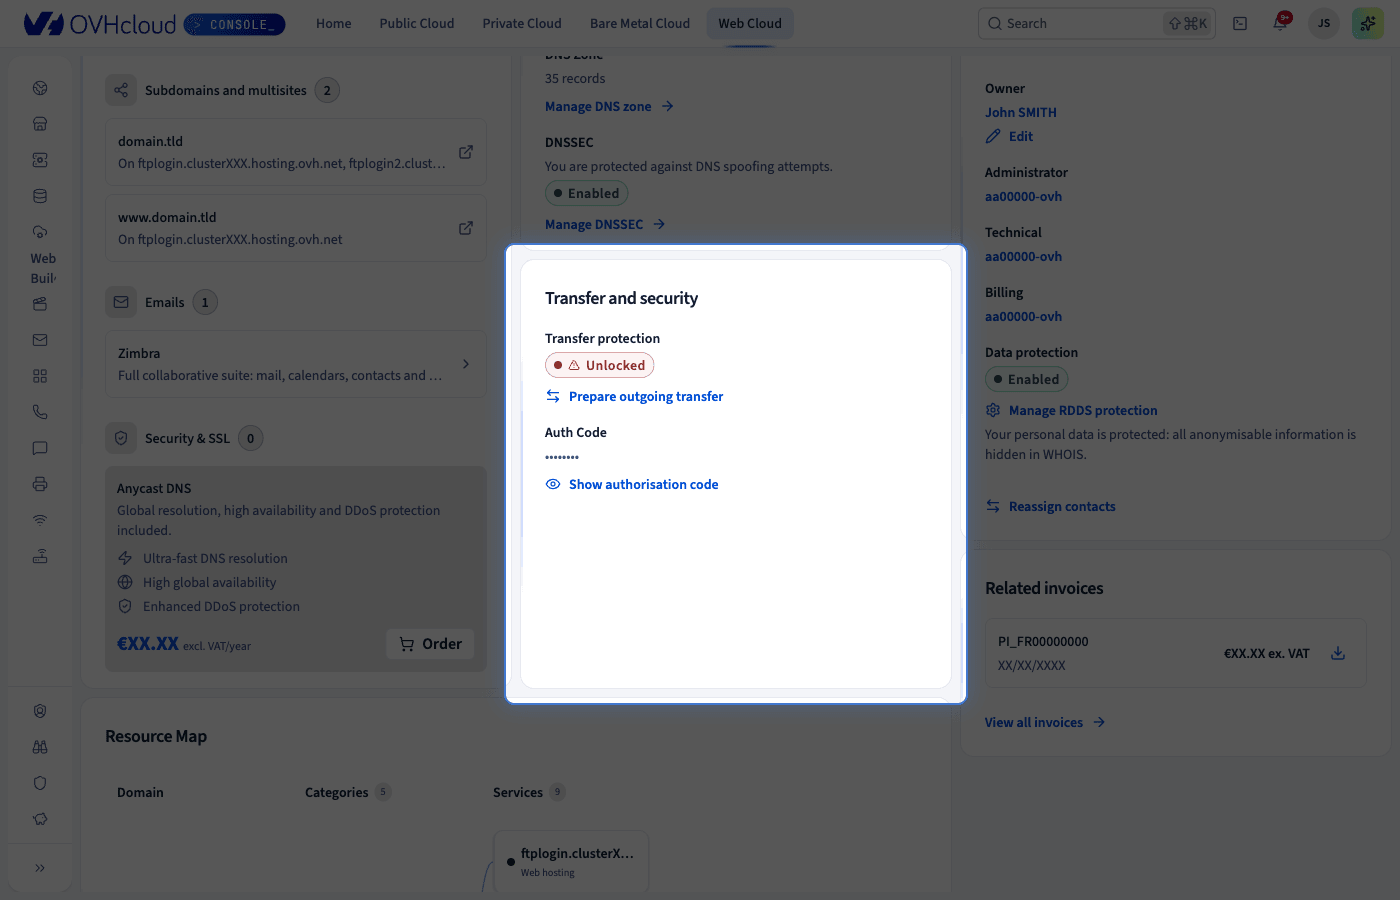 OVHcloud CONSOLE_
Home
Public Cloud
Private Cloud
Bare Metal Cloud
Web Cloud
Search
⇧⌘K
9+
JS
Web
Subdomains and multisites 2
domain.tld
On ftplogin.clusterXXX.hosting.ovh.net, ftplogin2.clust…
www.domain.tld
On ftplogin.clusterXXX.hosting.ovh.net
Emails 1
Zimbra
Full collaborative suite: mail, calendars, contacts and …
Security & SSL 0
Anycast DNS
Global resolution, high availability and DDoS protection
included.
Ultra-fast DNS resolution
High global availability
Enhanced DDoS protection
€XX.XX excl. VAT/year
Order
DNS Zone
35 records
Manage DNS zone
DNSSEC
You are protected against DNS spoofing attempts.
Enabled
Manage DNSSEC
Transfer and security
Transfer protection
Unlocked
Prepare outgoing transfer
Auth Code
••••••••
Show authorisation code
Owner
John SMITH
Edit
Administrator
aa00000-ovh
Technical
aa00000-ovh
Billing
aa00000-ovh
Data protection
Enabled
Manage RDDS protection
Your personal data is protected: all anonymisable information is
hidden in WHOIS.
Reassign contacts
Related invoices
PI_FR00000000
XX/XX/XXXX
€XX.XX ex. VAT
View all invoices
Resource Map
Domain
Categories 5
Services 9
ftplogin.clusterX…
Web hosting